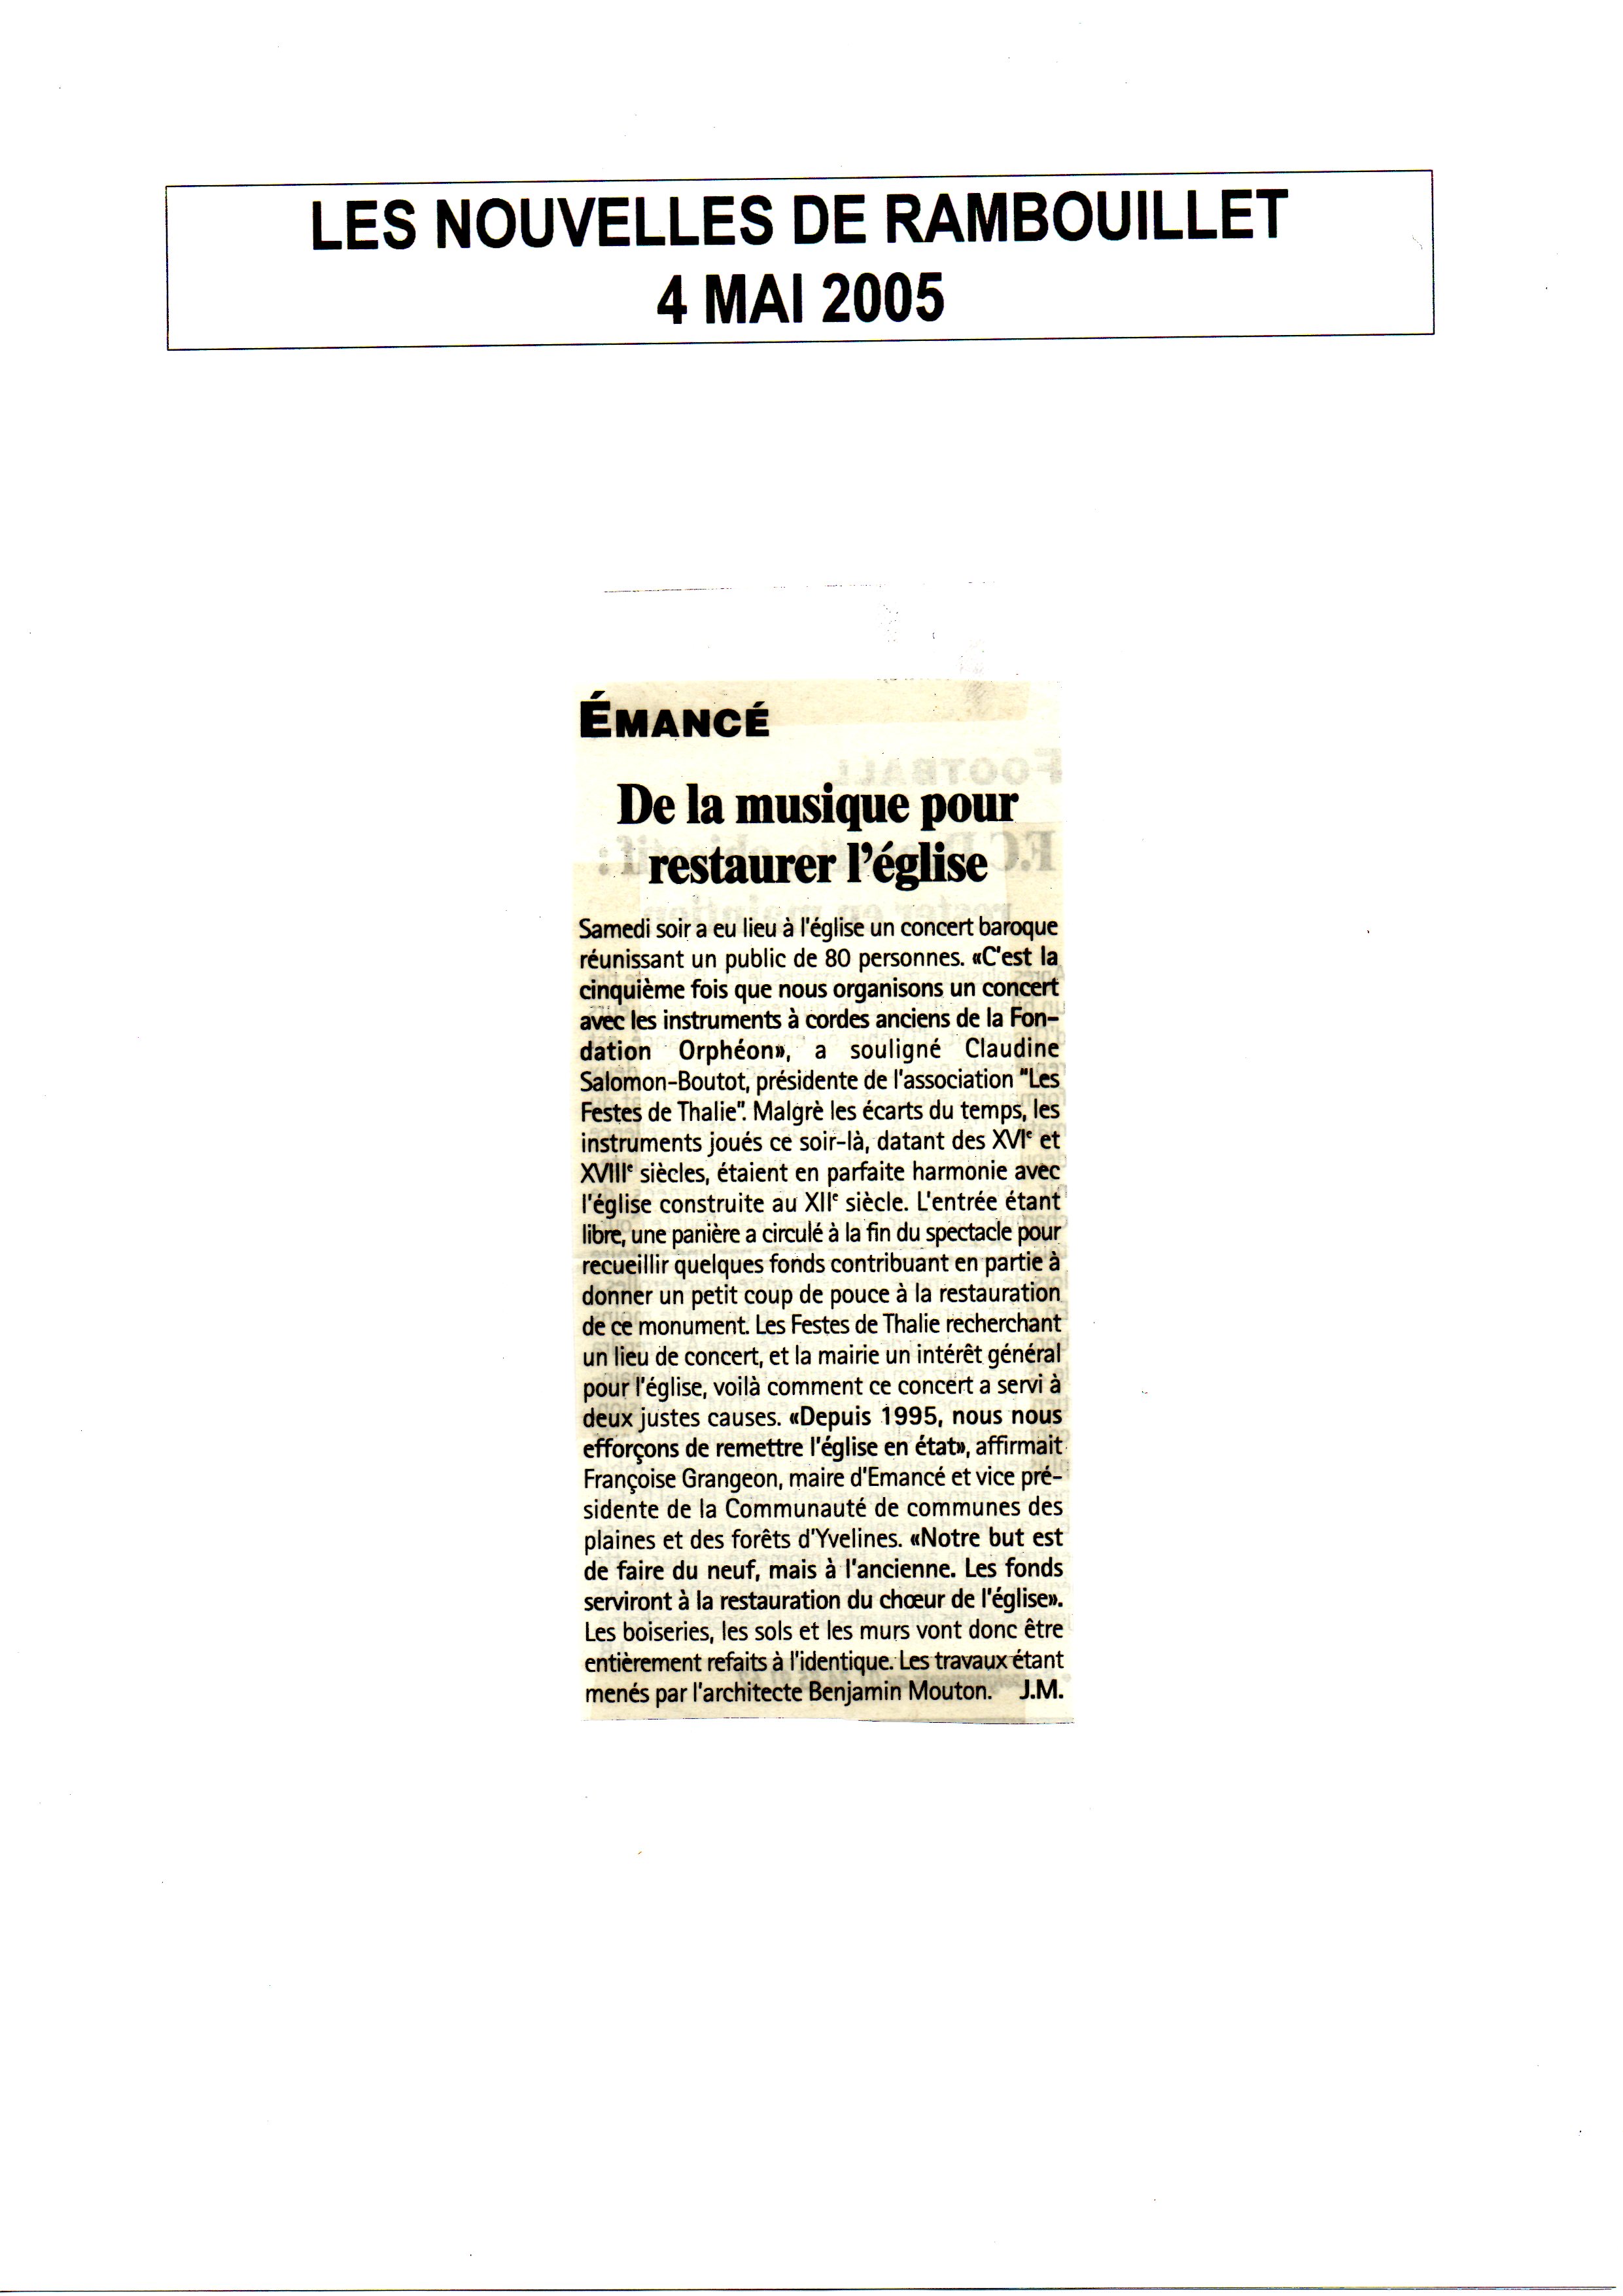 LES NOUVELLES DE RAMBOUILLET
4 MAI 2005
ÉMANCÉ
De la musique pour
restaurer l'église
Samedi soir a eu lieu à l'église un concert baroque
réunissant un public de 80 personnes. «C'est la
cinquième fois que nous organisons un concert
avec les instruments à cordes anciens de la Fon-
dation Orphéon», a souligné Claudine
Salomon-Boutot, présidente de l'association "Les
Festes de Thalie". Malgrè les écarts du temps, les
instruments joués ce soir-là, datant des XVIe et
XVIIIe siècles, étaient en parfaite harmonie avec
l'église construite au XIIe siècle. L'entrée étant
libre, une panière a circulé à la fin du spectacle pour
recueillir quelques fonds contribuant en partie à
donner un petit coup de pouce à la restauration
de ce monument. Les Festes de Thalie recherchant
un lieu de concert, et la mairie un intérêt général
pour l'église, voilà comment ce concert a servi à
deux justes causes. «Depuis 1995, nous nous
efforçons de remettre l'église en état», affirmait
Françoise Grangeon, maire d'Emancé et vice pré-
sidente de la Communauté de communes des
plaines et des forêts d'Yvelines. «Notre but est
de faire du neuf, mais à l'ancienne. Les fonds
serviront à la restauration du chœur de l'église».
Les boiseries, les sols et les murs vont donc être
entièrement refaits à l'identique. Les travaux étant
menés par l'architecte Benjamin Mouton. J.M.